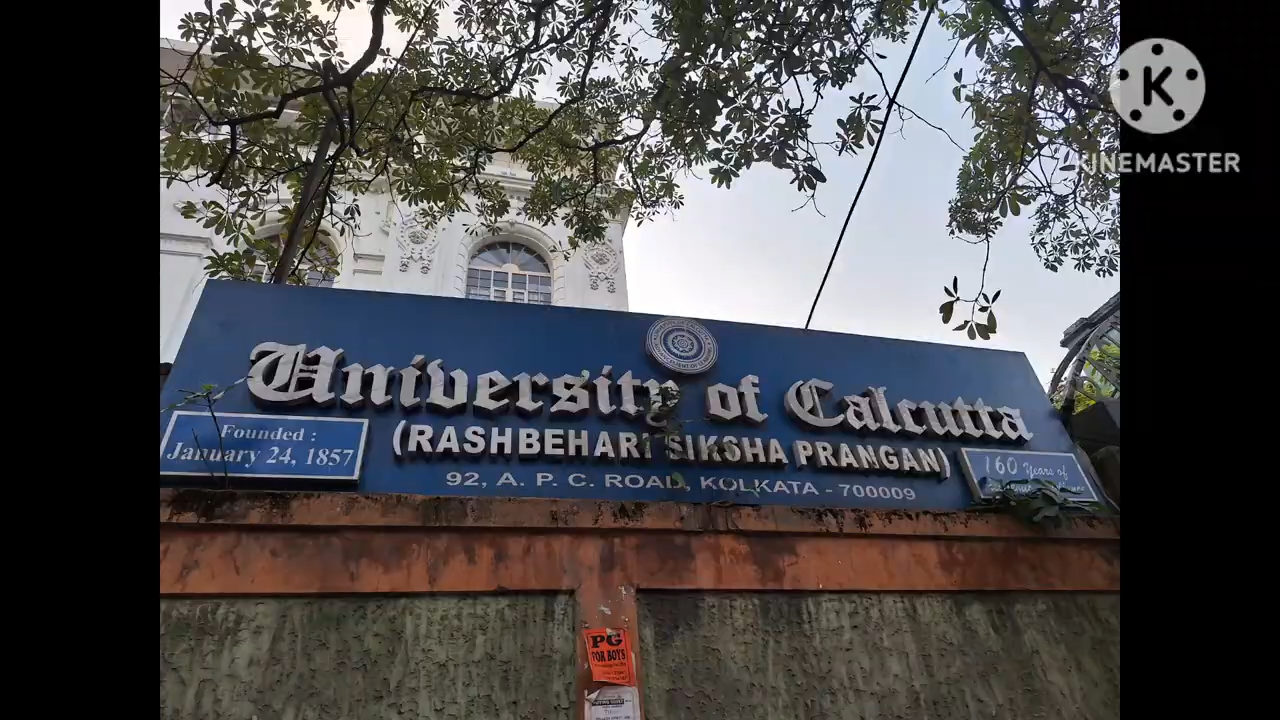 KINEMASTER
University of Calcutta
(RASHBEHARI SIKSHA PRANGAN)
92, A. P. C. ROAD, KOLKATA - 700009
Founded :
January 24, 1857
160 Years of
PG
FOR BOYS